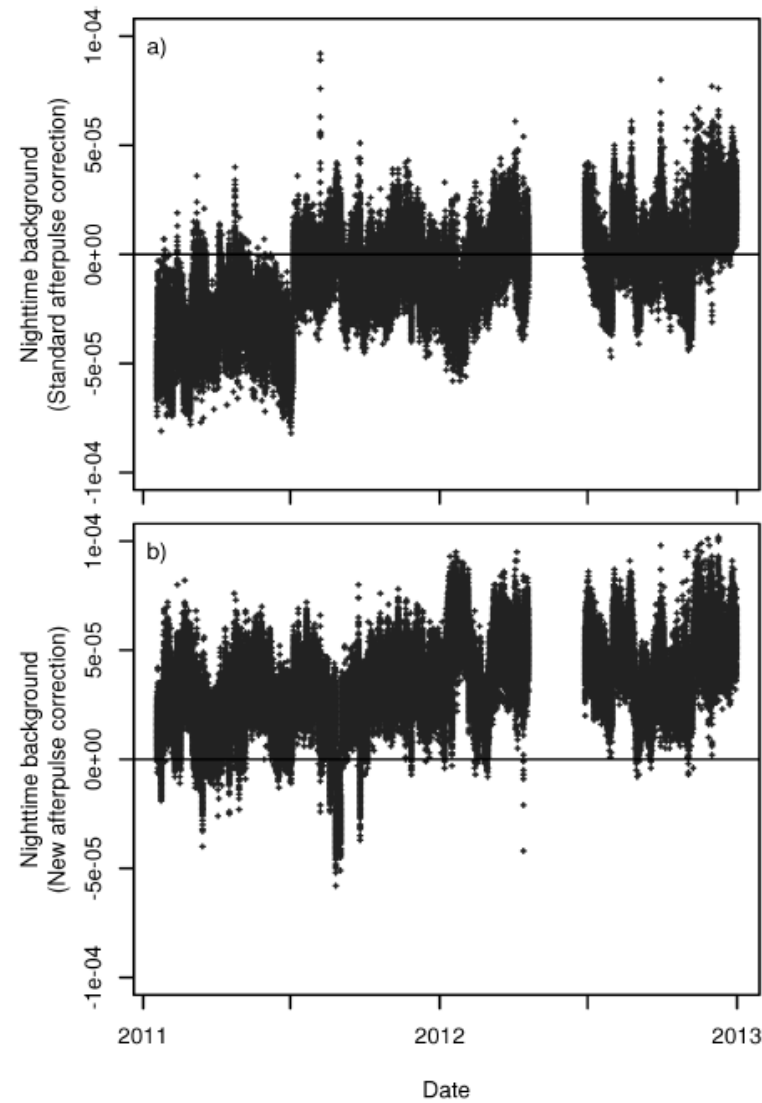 a)
1e-04
5e-05
0e+00
-5e-05
-1e-04
Nighttime background
(Standard afterpulse correction)
b)
1e-04
5e-05
0e+00
-5e-05
-1e-04
Nighttime background
(New afterpulse correction)
2011
2012
2013
Date